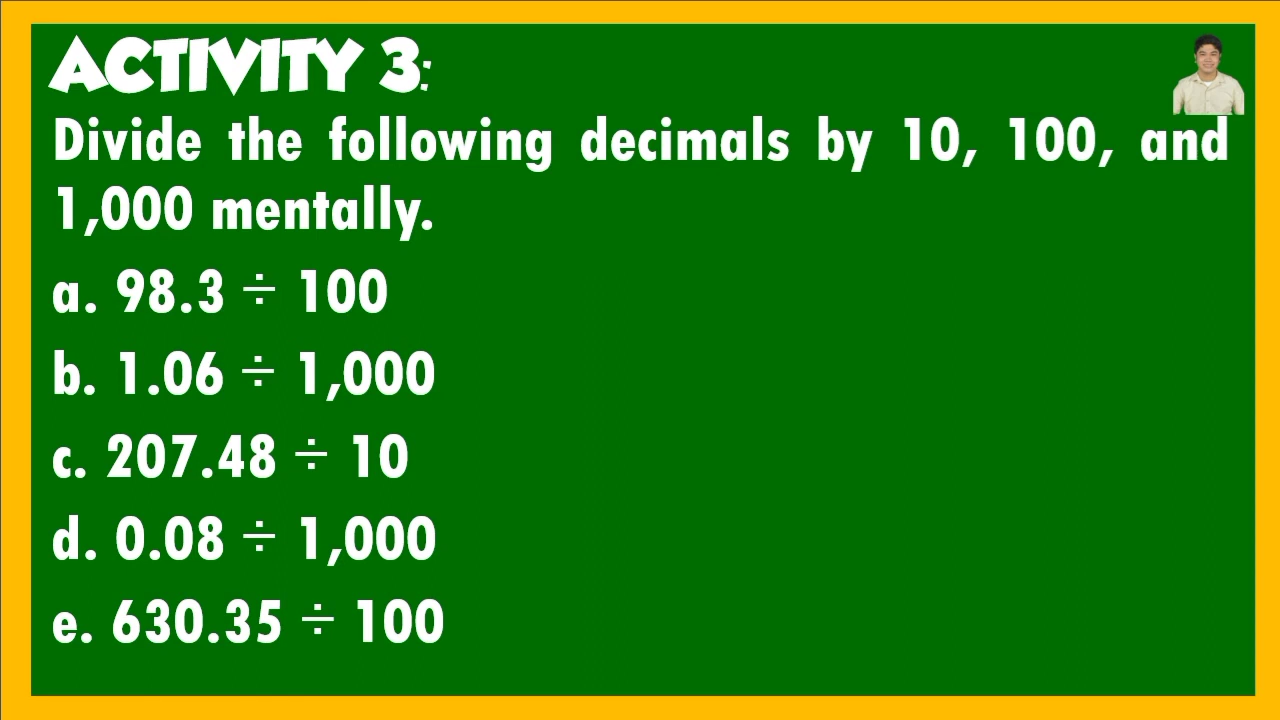 ACTIVITY 3:
Divide the following decimals by 10, 100, and
1,000 mentally.
a. 98.3 ÷ 100
b. 1.06 ÷ 1,000
c. 207.48 ÷ 10
d. 0.08 ÷ 1,000
e. 630.35 ÷ 100